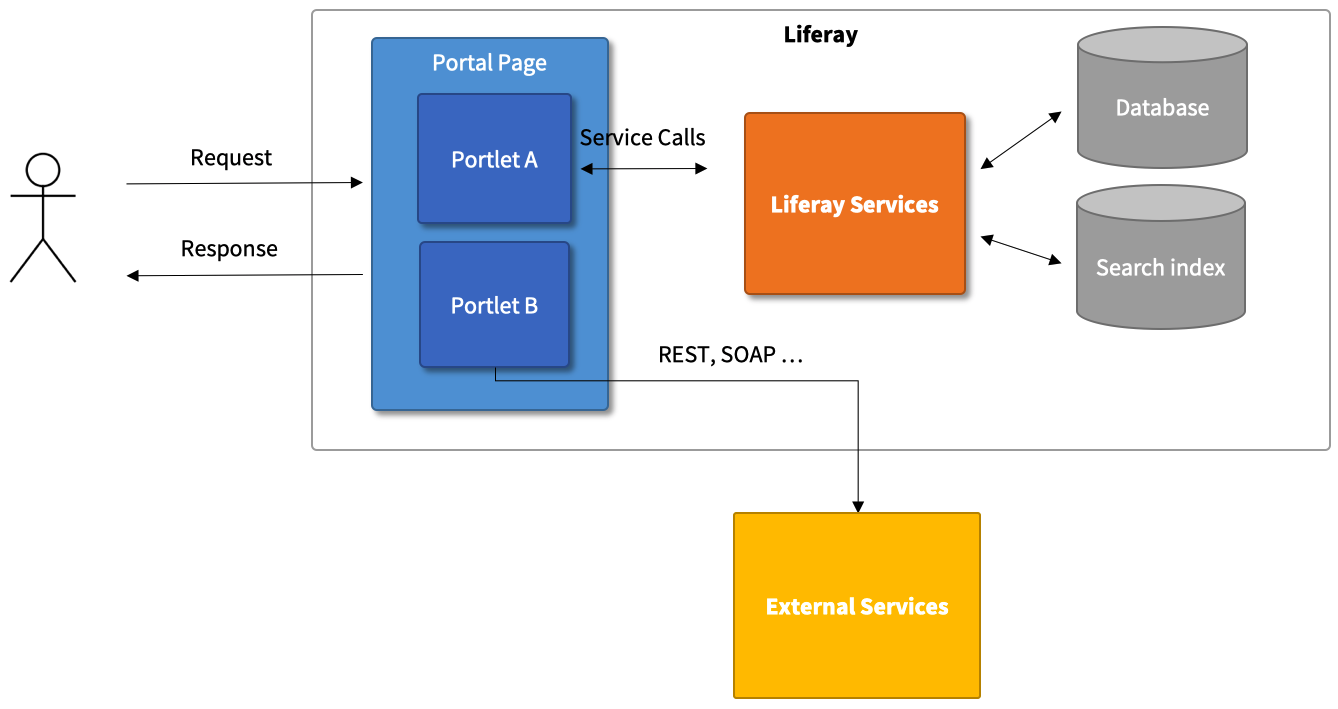 Liferay
Portal Page
Portlet A
Service Calls
Request
Response
Portlet B
Liferay Services
Database
Search index
REST, SOAP ...
External Services